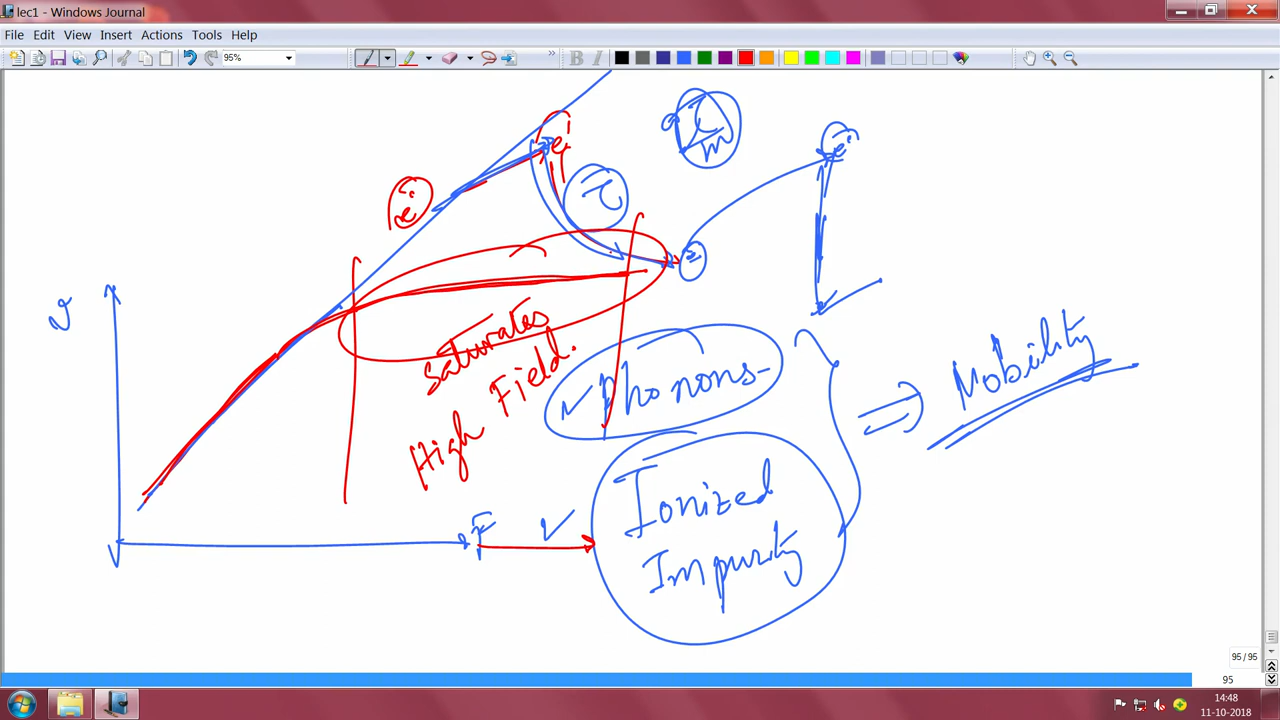 lec1 - Windows Journal
File Edit View Insert Actions Tools Help
95%
B I
e
e
τ
e
Saturates
High Field.
Phonons
Mobility
Ionized
Impurity
F
95 / 95
95
14:48
11-10-2018